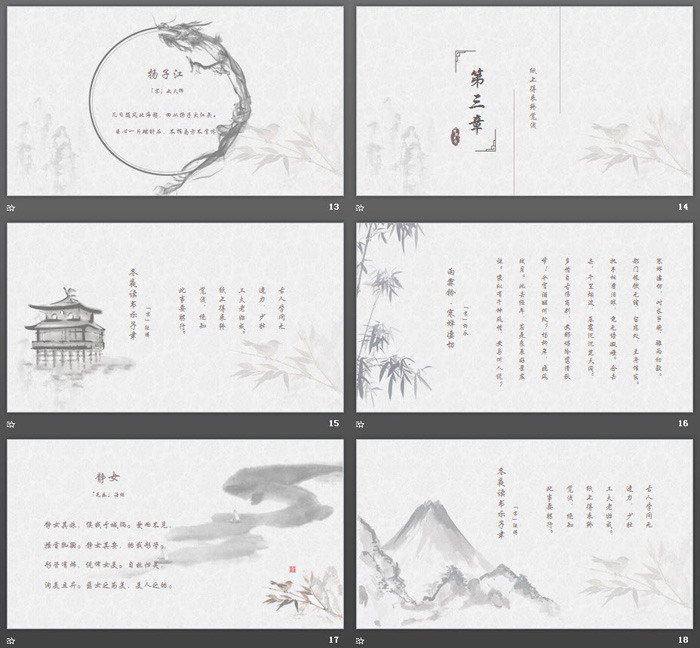 扬子江
「宋」文天祥
几日随风北海游，回从扬子大江头。
臣心一片磁针石，不指南方不肯休
13
第三章
纸上得来终觉浅
14
古人学问无
遗力，少壮
工夫老始成。
纸上得来终
觉浅，绝知
此事要躬行。
冬夜读书示子聿
「宋」陆游
15
寒蝉凄切，对长亭晚，骤雨初歇。
都门帐饮无绪，留恋处，兰舟催发。
执手相看泪眼，竟无语凝噎。念去
去，千里烟波，暮霭沉沉楚天阔。
多情自古伤离别，更那堪冷落清秋
节！今宵酒醒何处？杨柳岸，晓风
残月。此去经年，应是良辰好景虚
设。便纵有千种风情，更与何人说？
雨霖铃·寒蝉凄切
「宋」柳永
16
静女
「先秦」诗经
静女其姝，俟我于城隅。爱而不见，
搔首踟蹰。静女其娈，贻我彤管。
彤管有炜，说怿女美。自牧归荑，
洵美且异。匪女之为美，美人之贻。
17
古人学问无
遗力，少壮
工夫老始成。
纸上得来终
觉浅，绝知
此事要躬行。
冬夜读书示子聿
「宋」陆游
18